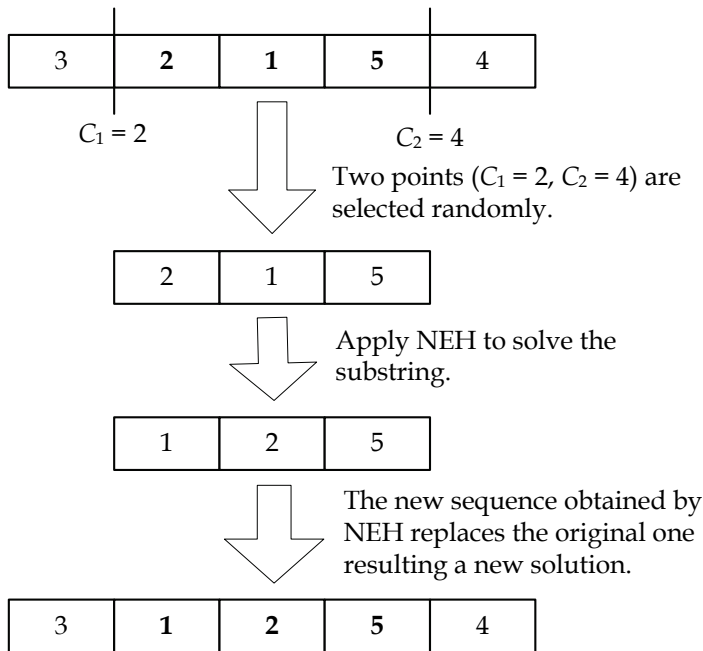 3 2 1 5 4
C1 = 2 C2 = 4
Two points (C1 = 2, C2 = 4) are
selected randomly.
2 1 5
Apply NEH to solve the
substring.
1 2 5
The new sequence obtained by
NEH replaces the original one
resulting a new solution.
3 1 2 5 4